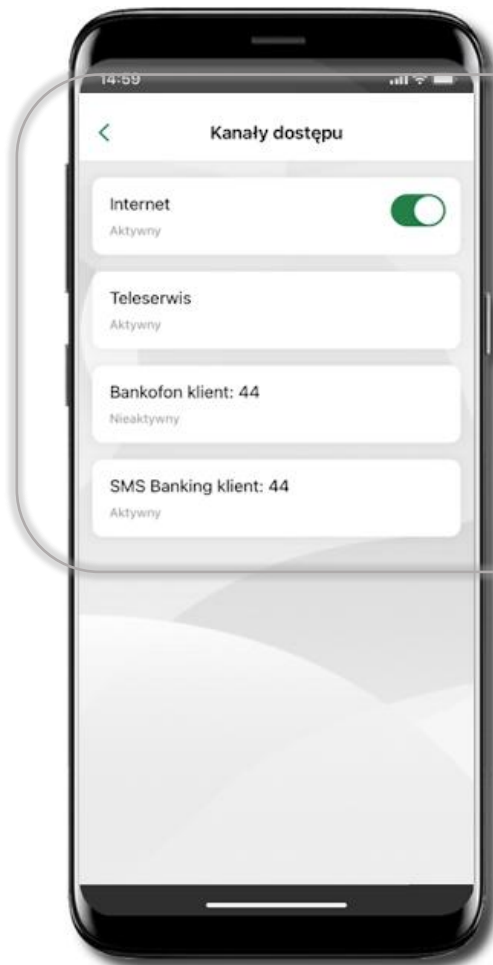 14:59
Kanały dostępu
Internet
Aktywny
Teleserwis
Aktywny
Bankofon klient: 44
Nieaktywny
SMS Banking klient: 44
Aktywny